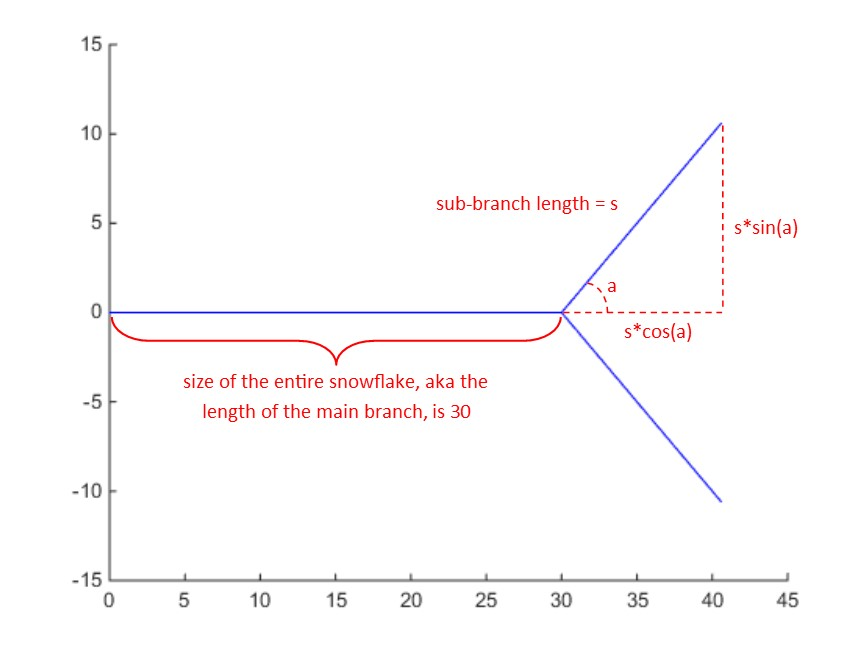 15
10
sub-branch length = s
5
s*sin(a)
a
0
s*cos(a)
size of the entire snowflake, aka the
length of the main branch, is 30
-5
-10
-15
0 5 10 15 20 25 30 35 40 45